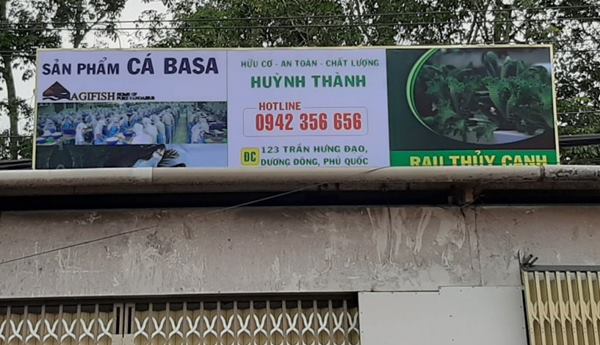 SẢN PHẨM CÁ BASA
AGIFISH
HỮU CƠ - AN TOÀN - CHẤT LƯỢNG
HUỲNH THÀNH
HOTLINE
0942 356 656
ĐC
123 TRẦN HƯNG ĐẠO,
DƯƠNG ĐÔNG, PHÚ QUỐC
RAU THỦY CANH